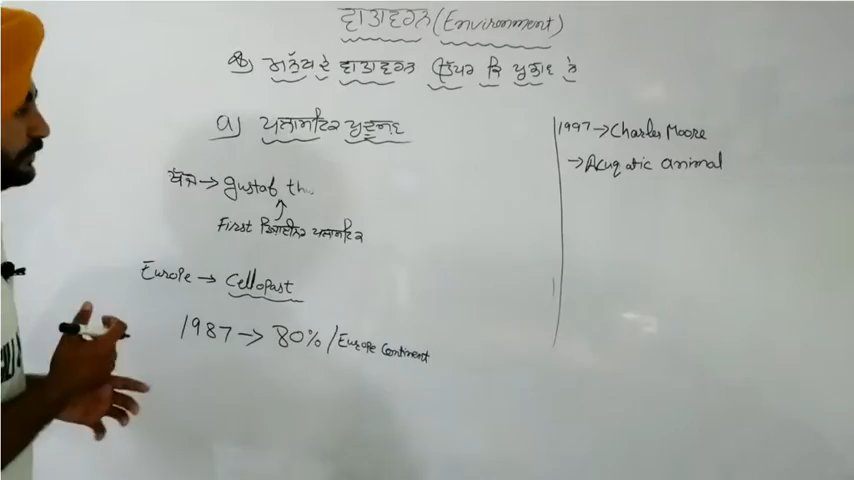 ਵਾਤਾਵਰਨ (Environment)
ਮਨੁੱਖ ਦੇ ਵਾਤਾਵਰਨ ਉੱਪਰ ਕਿ ਪ੍ਰਭਾਵ ਨੇ
a) ਪਲਾਸਟਿਕ ਪ੍ਰਦੂਸ਼ਣ
ਖੋਜ → gustaf th..
First ਪਲਾਸਟਿਕ
Europe → Cellopast
1987 → 80% / Europe Continent
1997 → Charles Moore
→ Acuqatic animal